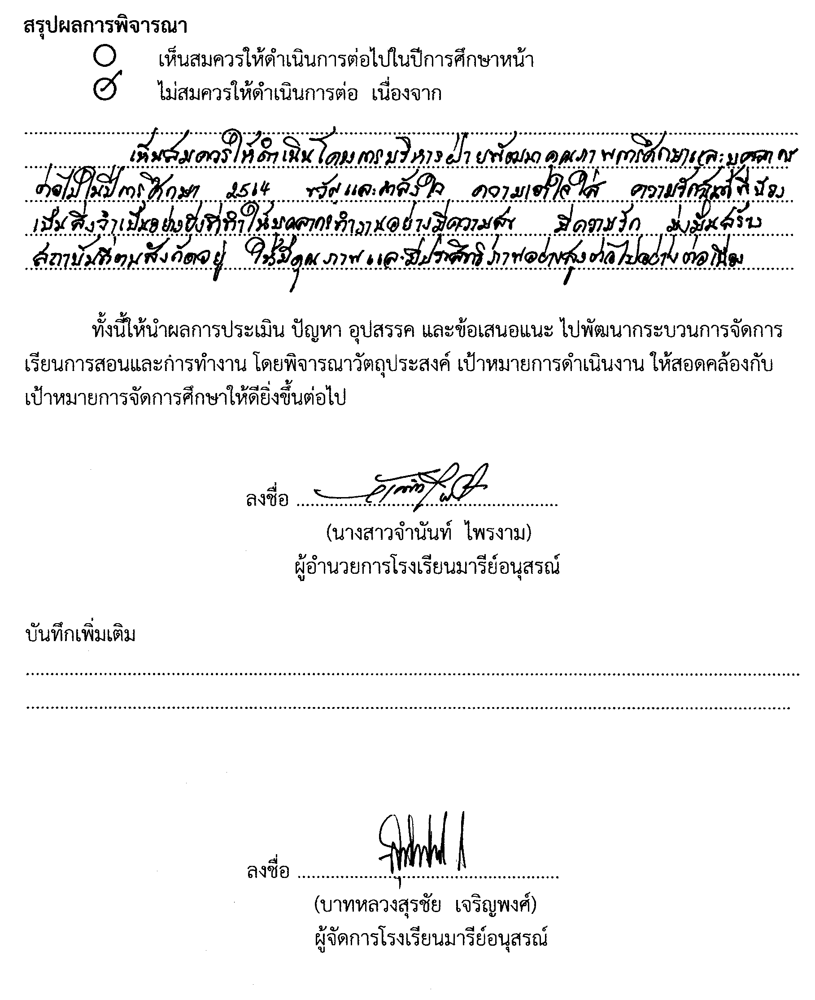 สรุปผลการพิจารณา
เห็นสมควรให้ดำเนินการต่อไปในปีการศึกษาหน้า
ไม่สมควรให้ดำเนินการต่อ เนื่องจาก
เห็นสมควรให้ดำเนินโครงการบริหารฝ่ายพัฒนาคุณภาพการศึกษาและบุคลากร
ต่อไปในปีการศึกษา 2564 ขวัญและกำลังใจ ความเอาใจใส่ ความรักฉันท์พี่น้อง
เป็นสิ่งจำเป็นอย่างยิ่งที่ทำให้บุคลากรทำงานอย่างมีความสุข มีความรัก มุ่งมั่นสร้าง
สถาบันที่ตนสังกัดอยู่ ให้มีคุณภาพและมีประสิทธิภาพอย่างสูงต่อไปอย่างต่อเนื่อง
ทั้งนี้ให้นำผลการประเมิน ปัญหา อุปสรรค และข้อเสนอแนะ ไปพัฒนากระบวนการจัดการ
เรียนการสอนและการทำงาน โดยพิจารณาวัตถุประสงค์ เป้าหมายการดำเนินงาน ให้สอดคล้องกับ
เป้าหมายการจัดการศึกษาให้ดียิ่งขึ้นต่อไป
ลงชื่อ
(นางสาวจำนันท์ ไพรงาม)
ผู้อำนวยการโรงเรียนมารีย์อนุสรณ์
บันทึกเพิ่มเติม
ลงชื่อ
(บาทหลวงสุรชัย เจริญพงศ์)
ผู้จัดการโรงเรียนมารีย์อนุสรณ์